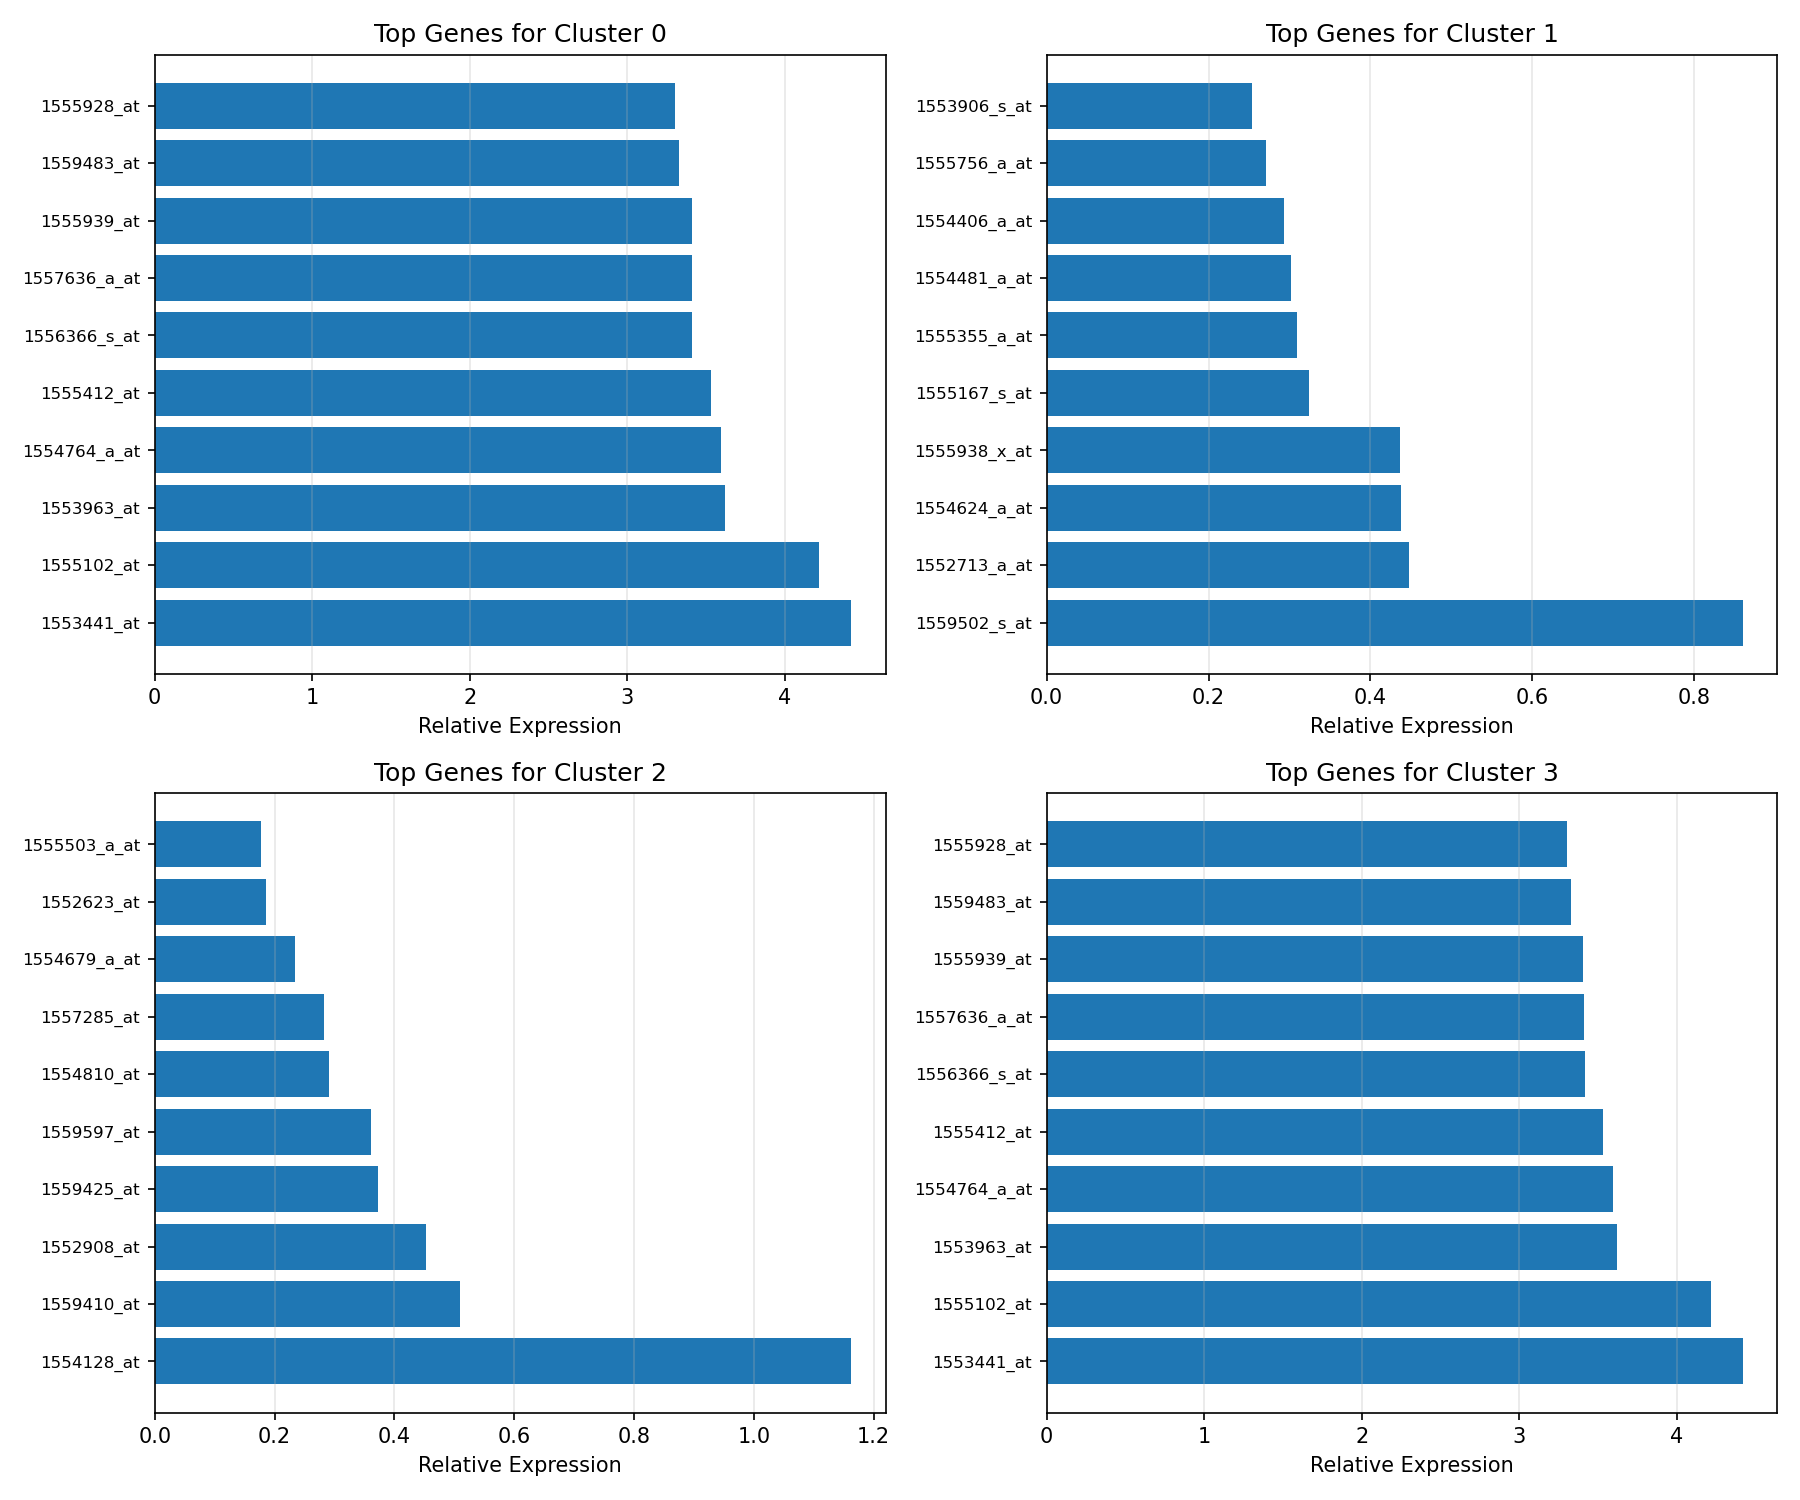 Top Genes for Cluster 0
1555928_at
1559483_at
1555939_at
1557636_a_at
1556366_s_at
1555412_at
1554764_a_at
1553963_at
1555102_at
1553441_at
0 1 2 3 4
Relative Expression
Top Genes for Cluster 1
1553906_s_at
1555756_a_at
1554406_a_at
1554481_a_at
1555355_a_at
1555167_s_at
1555938_x_at
1554624_a_at
1552713_a_at
1559502_s_at
0.0 0.2 0.4 0.6 0.8
Relative Expression
Top Genes for Cluster 2
1555503_a_at
1552623_at
1554679_a_at
1557285_at
1554810_at
1559597_at
1559425_at
1552908_at
1559410_at
1554128_at
0.0 0.2 0.4 0.6 0.8 1.0 1.2
Relative Expression
Top Genes for Cluster 3
1555928_at
1559483_at
1555939_at
1557636_a_at
1556366_s_at
1555412_at
1554764_a_at
1553963_at
1555102_at
1553441_at
0 1 2 3 4
Relative Expression